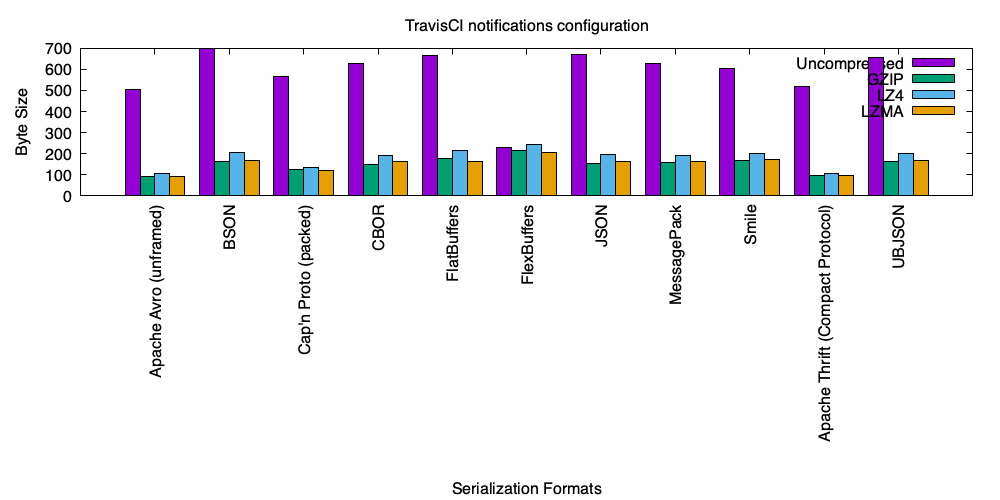 TravisCI notifications configuration
Byte Size
700
600
500
400
300
200
100
0
Uncompressed
GZIP
LZ4
LZMA
Apache Avro (unframed)
BSON
Cap'n Proto (packed)
CBOR
FlatBuffers
FlexBuffers
JSON
MessagePack
Smile
Apache Thrift (Compact Protocol)
UBJSON
Serialization Formats